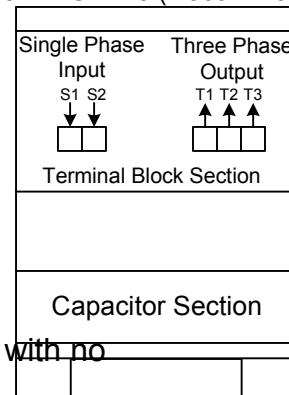 Single Phase Three Phase
Input Output
S1 S2 T1 T2 T3
Terminal Block Section
Capacitor Section
with no